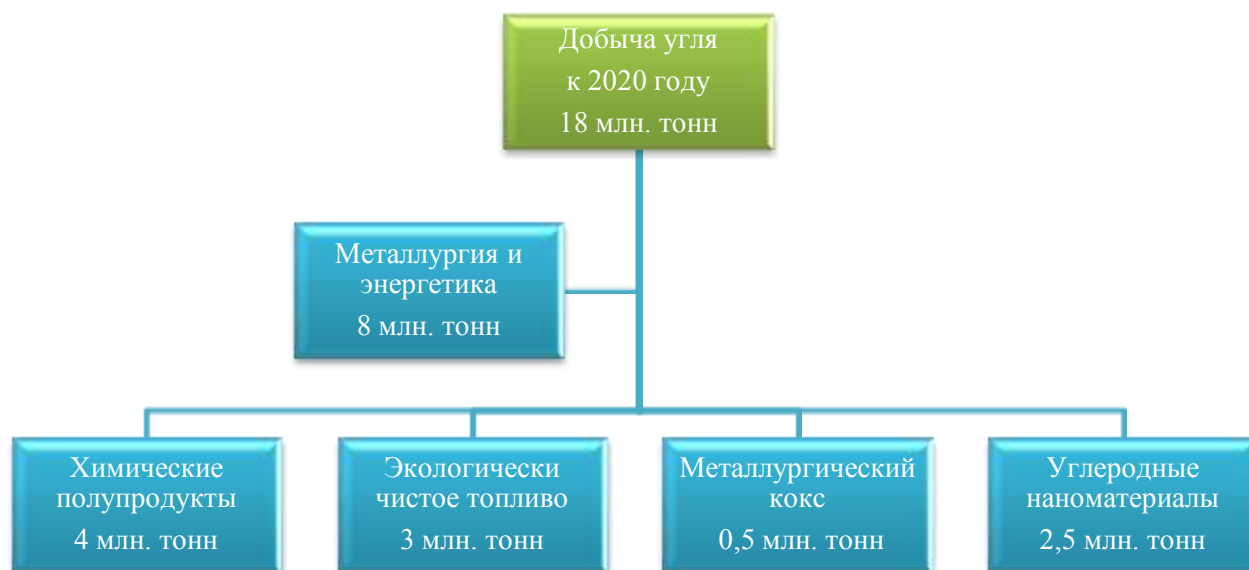 Добыча угля
к 2020 году
18 млн. тонн
Металлургия и
энергетика
8 млн. тонн
Химические
полупродукты
4 млн. тонн
Экологически
чистое топливо
3 млн. тонн
Металлургический
кокс
0,5 млн. тонн
Углеродные
наноматериалы
2,5 млн. тонн